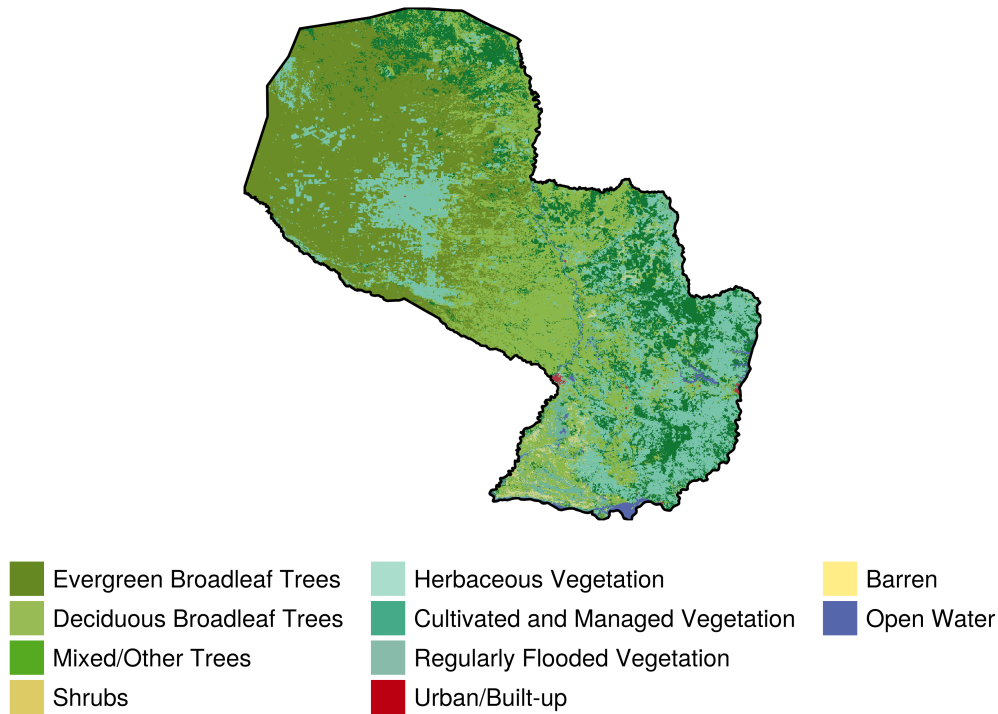 Evergreen Broadleaf Trees
Deciduous Broadleaf Trees
Mixed/Other Trees
Shrubs
Herbaceous Vegetation
Cultivated and Managed Vegetation
Regularly Flooded Vegetation
Urban/Built-up
Barren
Open Water